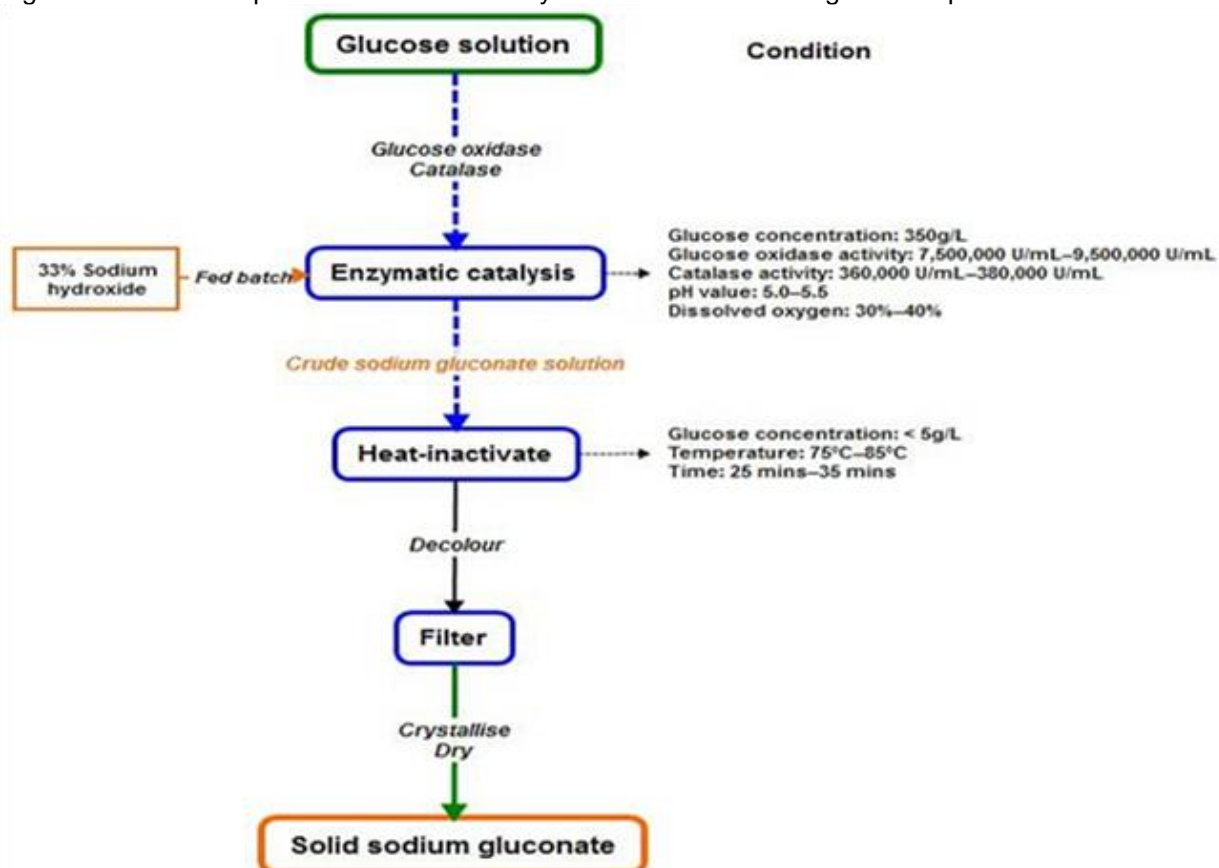 Glucose solution
Condition
Glucose oxidase
Catalase
33% Sodium
hydroxide
Fed batch
Enzymatic catalysis
Glucose concentration: 350g/L
Glucose oxidase activity: 7,500,000 U/mL–9,500,000 U/mL
Catalase activity: 360,000 U/mL–380,000 U/mL
pH value: 5.0–5.5
Dissolved oxygen: 30%–40%
Crude sodium gluconate solution
Heat-inactivate
Glucose concentration: < 5g/L
Temperature: 75ºC–85ºC
Time: 25 mins–35 mins
Decolour
Filter
Crystallise
Dry
Solid sodium gluconate